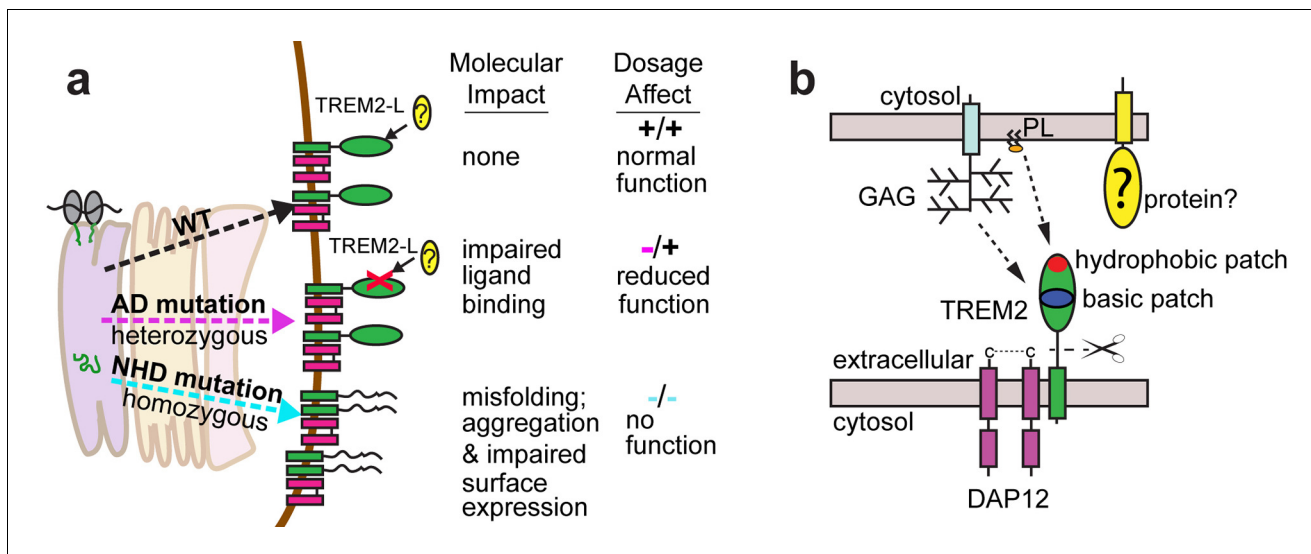 a
Molecular
Impact
Dosage
Affect
TREM2-L
?
none
+/+
normal
function
WT
TREM2-L
?
impaired
ligand
binding
-/+
reduced
function
AD mutation
heterozygous
NHD mutation
homozygous
misfolding;
aggregation
& impaired
surface
expression
-/-
no
function
b
cytosol
PL
GAG
?
protein?
hydrophobic patch
basic patch
TREM2
extracellular
c
c
cytosol
DAP12